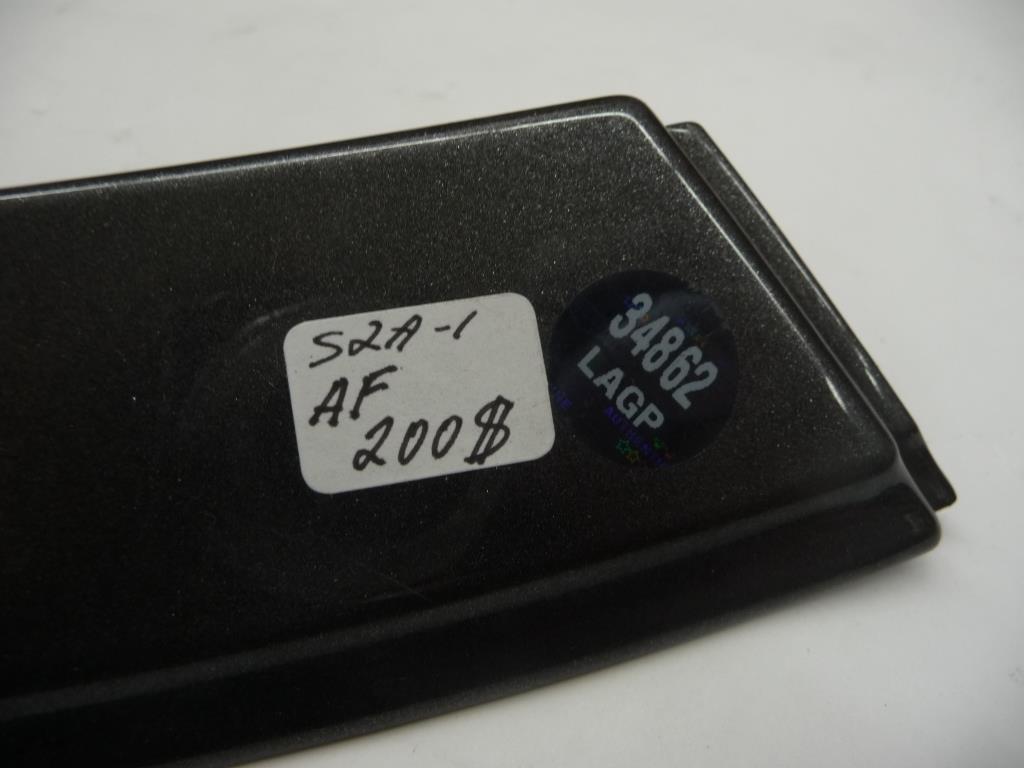 S2A-1
AF
200$
34862
LAGP